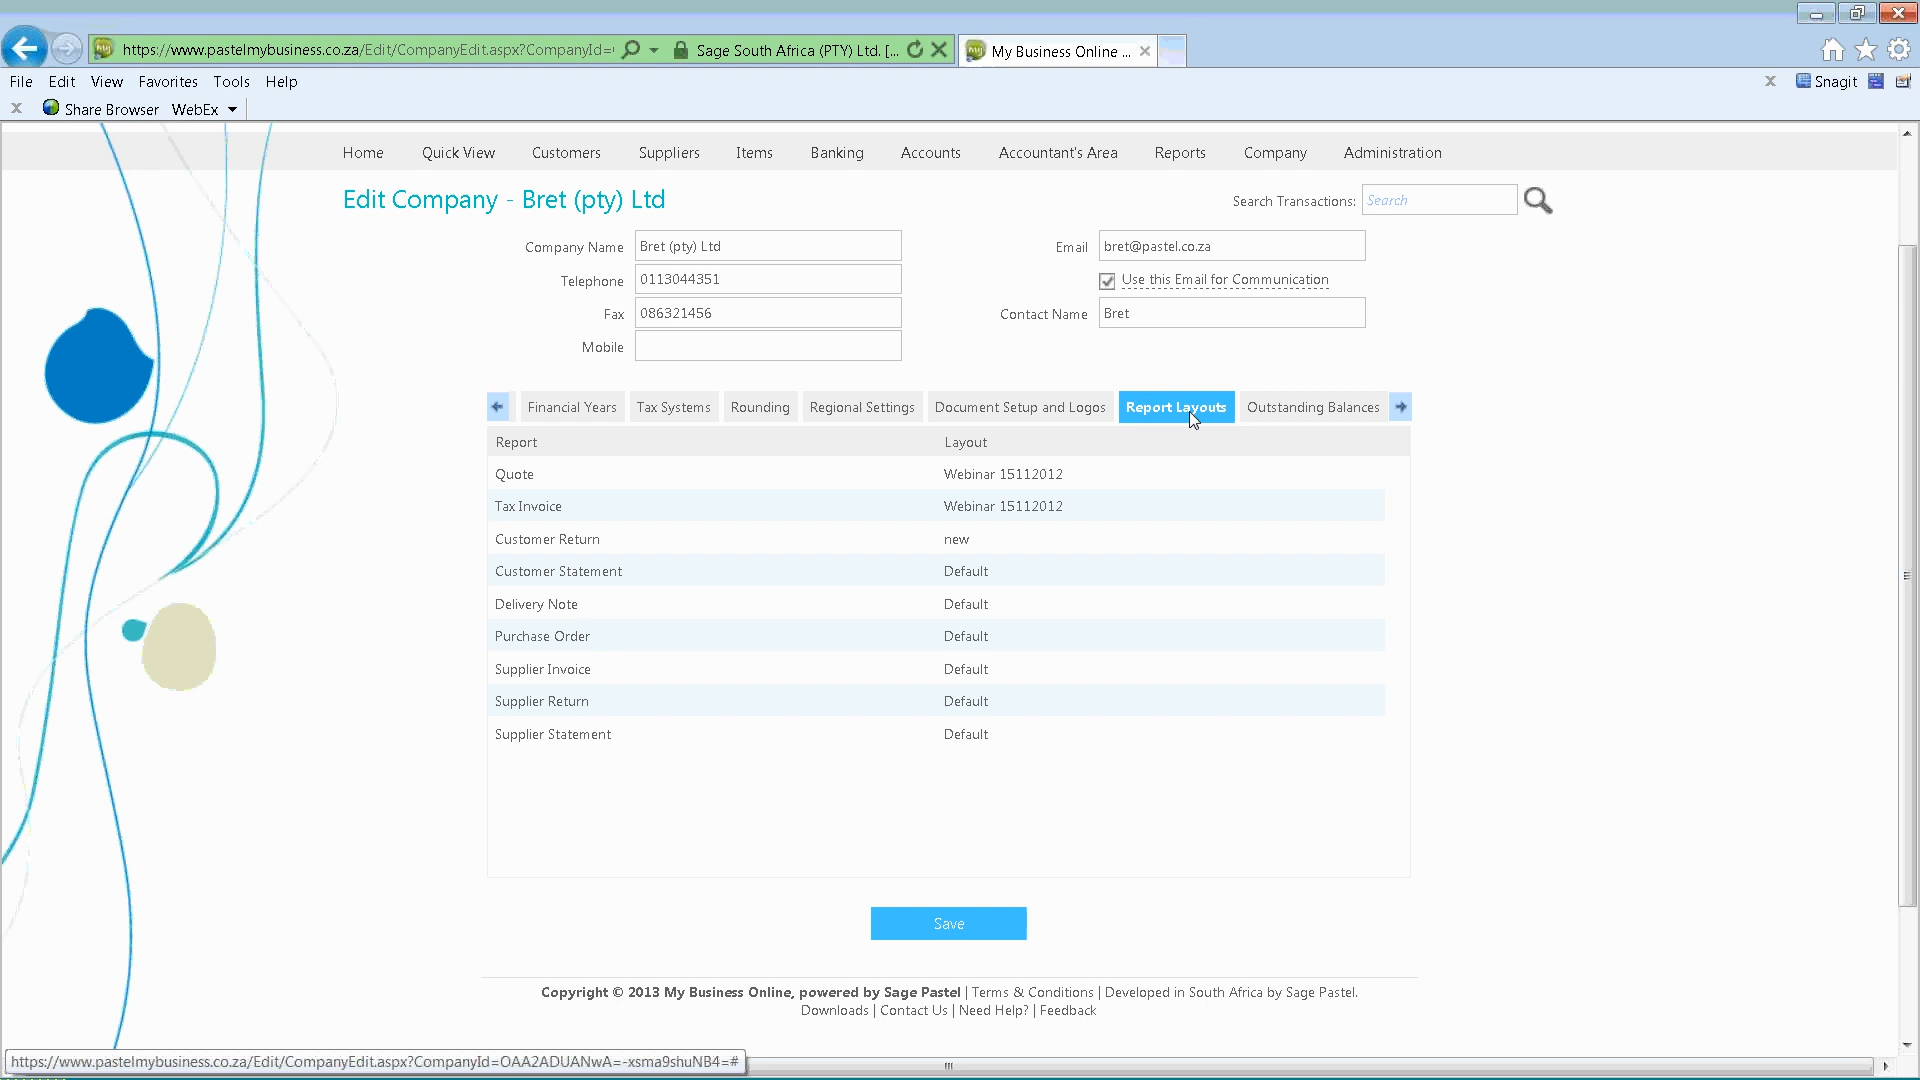 https://www.pastelmybusiness.co.za/Edit/CompanyEdit.aspx?CompanyId=
Sage South Africa (PTY) Ltd. [...
My Business Online ...
File Edit View Favorites Tools Help
Snagit
Share Browser WebEx
Home Quick View Customers Suppliers Items Banking Accounts Accountant's Area Reports Company Administration
Edit Company - Bret (pty) Ltd
Search Transactions: Search
Company Name Bret (pty) Ltd
Email bret@pastel.co.za
Telephone 0113044351
Use this Email for Communication
Fax 086321456
Contact Name Bret
Mobile
Financial Years Tax Systems Rounding Regional Settings Document Setup and Logos Report Layouts Outstanding Balances
Report Layout
Quote Webinar 15112012
Tax Invoice Webinar 15112012
Customer Return new
Customer Statement Default
Delivery Note Default
Purchase Order Default
Supplier Invoice Default
Supplier Return Default
Supplier Statement Default
Save
Copyright © 2013 My Business Online, powered by Sage Pastel | Terms & Conditions | Developed in South Africa by Sage Pastel.
Downloads | Contact Us | Need Help? | Feedback
https://www.pastelmybusiness.co.za/Edit/CompanyEdit.aspx?CompanyId=OAA2ADUANwA=-xsma9shuNB4=#